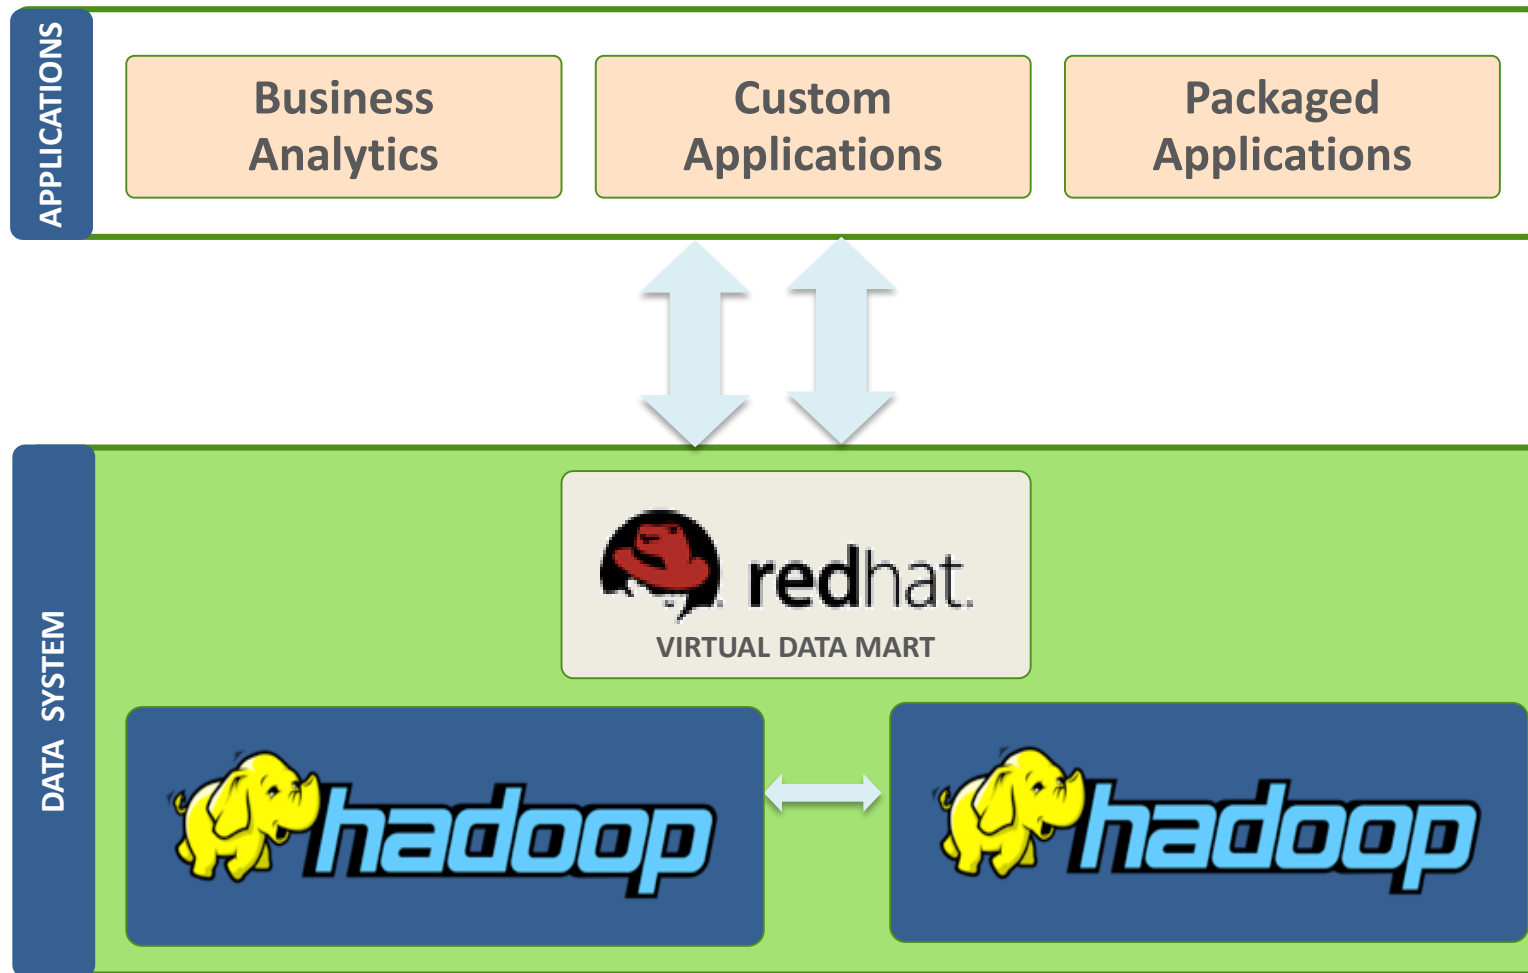 APPLICATIONS
Business
Analytics
Custom
Applications
Packaged
Applications
DATA SYSTEM
redhat.
VIRTUAL DATA MART
hadoop
hadoop